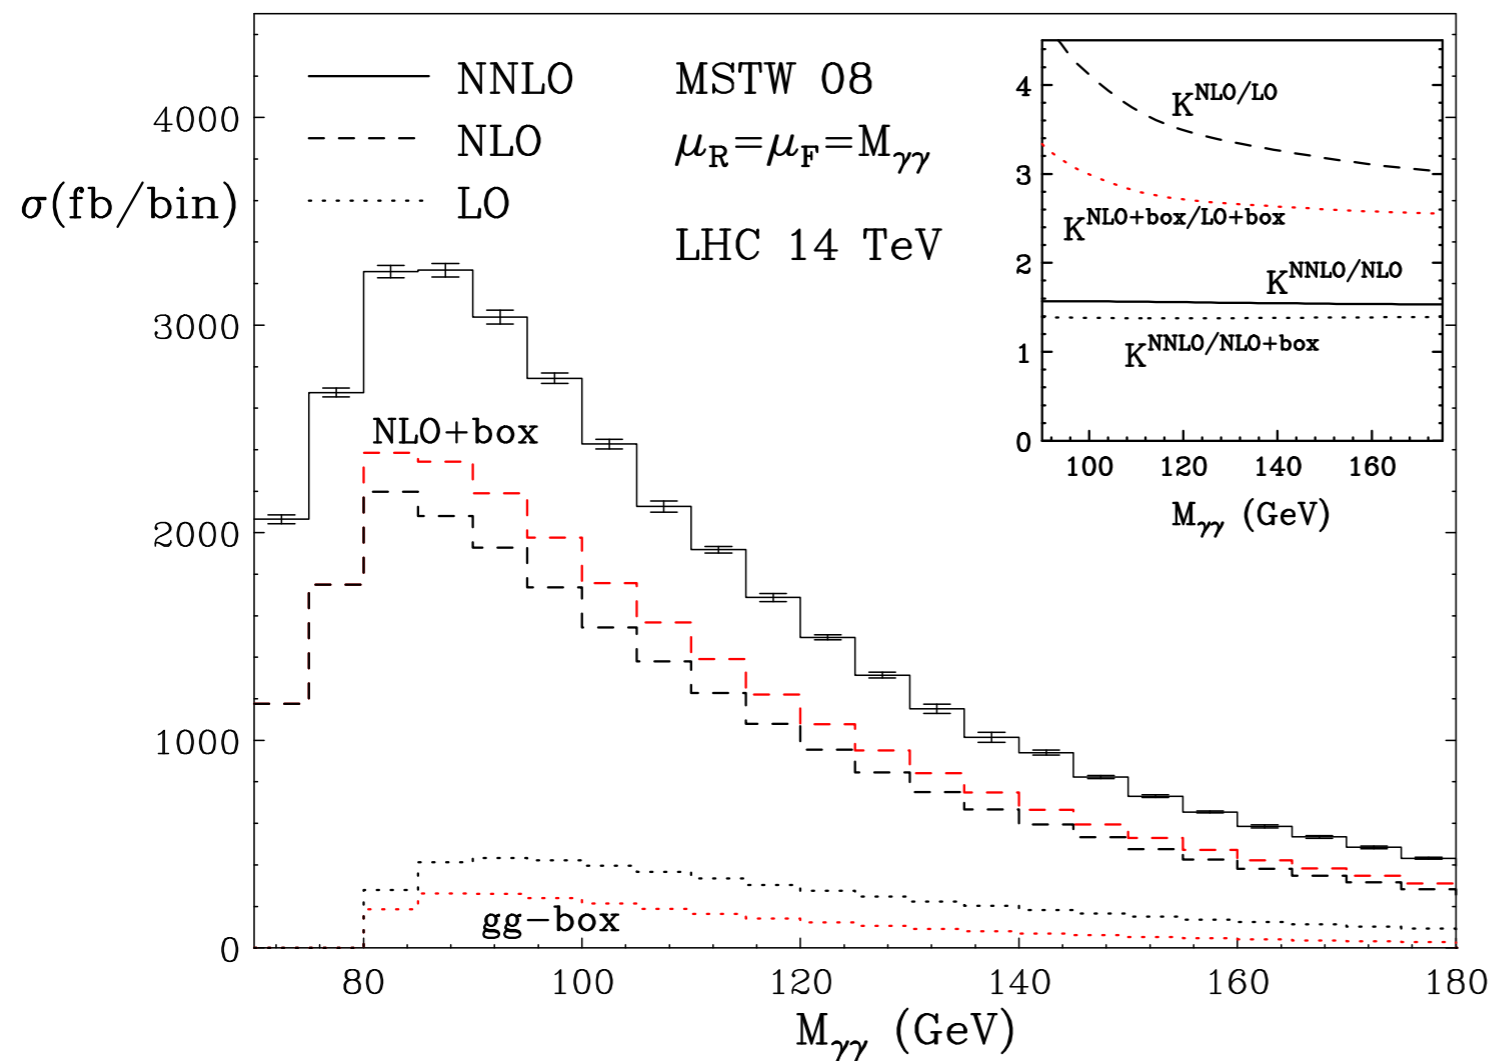 NNLO
NLO
LO
MSTW 08
μR=μF=Mγγ
LHC 14 TeV
σ(fb/bin)
4000
3000
2000
1000
0
NLO+box
gg-box
80
100
120
140
160
180
Mγγ (GeV)
4
3
2
1
0
K^NLO/LO
K^NLO+box/LO+box
K^NNLO/NLO
K^NNLO/NLO+box
100
120
140
160
Mγγ (GeV)